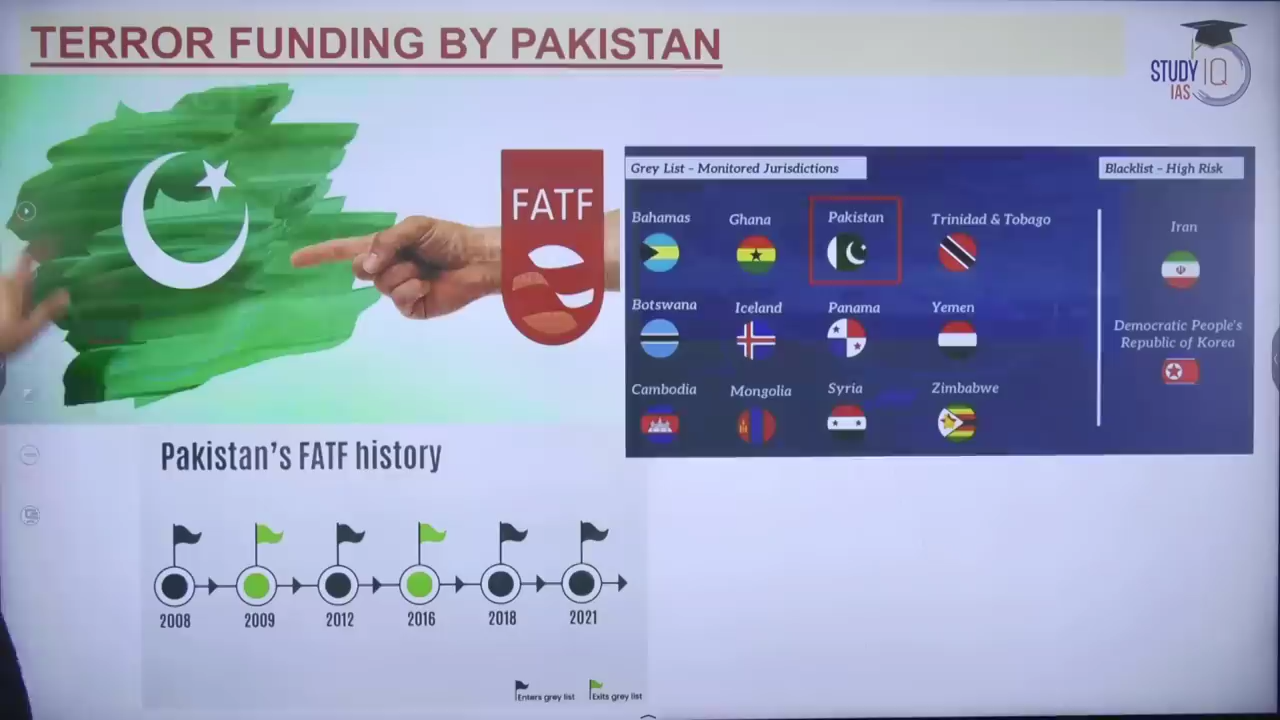 TERROR FUNDING BY PAKISTAN
STUDY IQ
IAS
FATF
Grey List – Monitored Jurisdictions
Blacklist – High Risk
Bahamas
Ghana
Pakistan
Trinidad & Tobago
Iran
Botswana
Iceland
Panama
Yemen
Democratic People's
Republic of Korea
Cambodia
Mongolia
Syria
Zimbabwe
Pakistan's FATF history
2008
2009
2012
2016
2018
2021
Enters grey list
Exits grey list